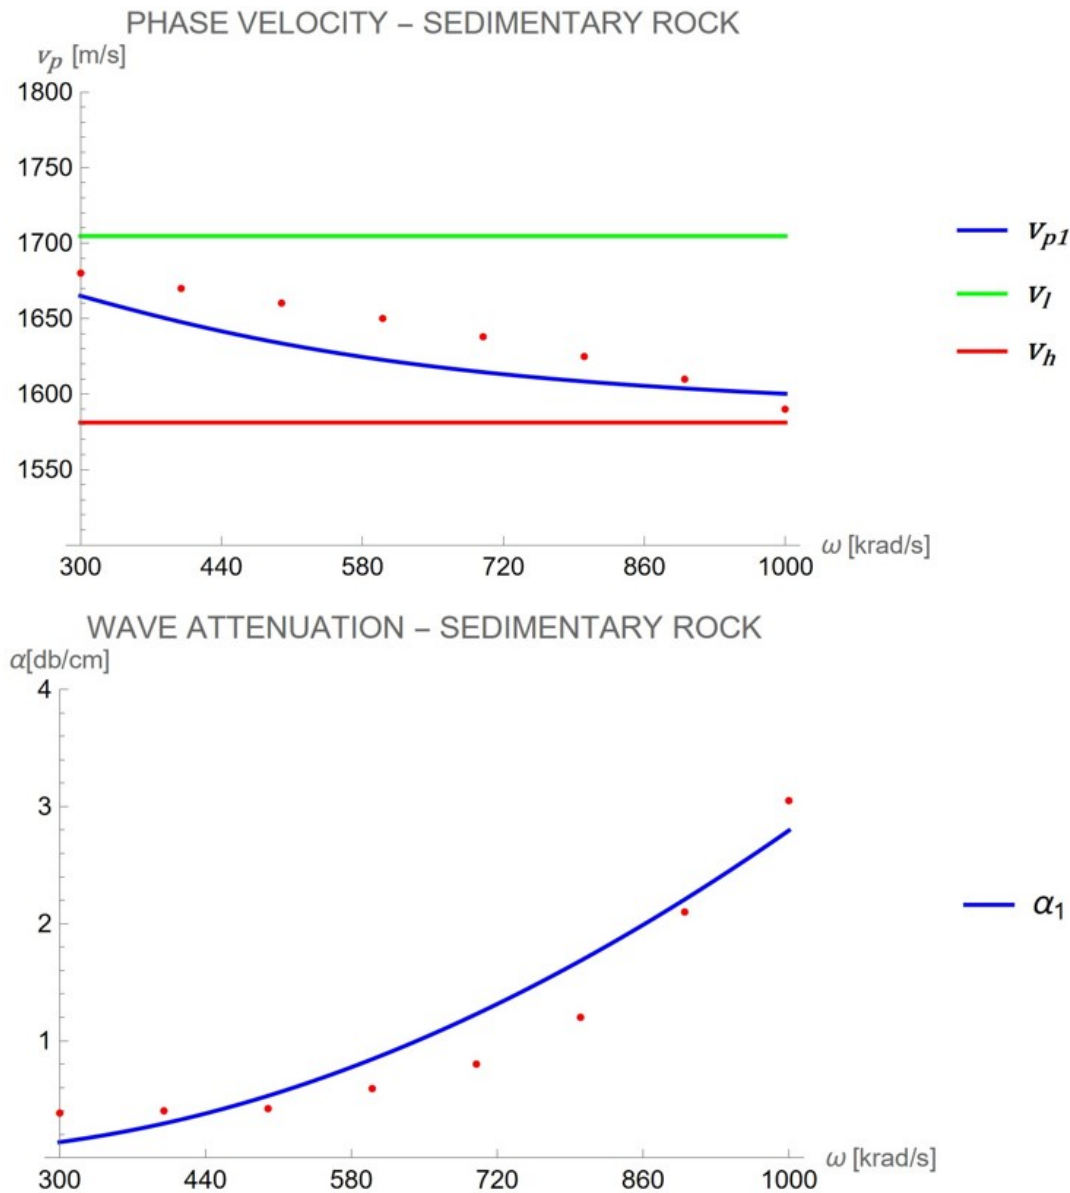 PHASE VELOCITY – SEDIMENTARY ROCK
vp [m/s]
1800
1750
1700
1650
1600
1550
300 440 580 720 860 1000
ω [krad/s]
vp1
vl
vh
WAVE ATTENUATION – SEDIMENTARY ROCK
α[db/cm]
4
3
2
1
300 440 580 720 860 1000
ω [krad/s]
α1